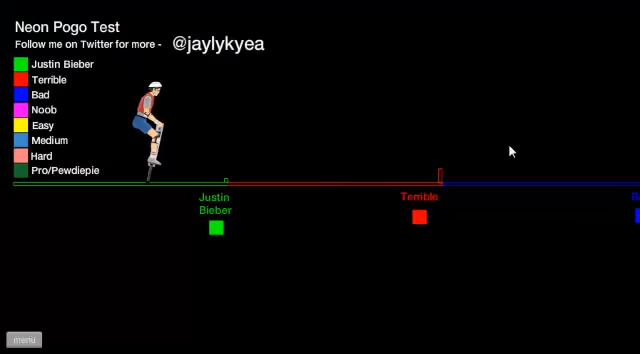 Neon Pogo Test
Follow me on Twitter for more - @jaylykyea
Justin Bieber
Terrible
Bad
Noob
Easy
Medium
Hard
Pro/Pewdiepie
Justin
Bieber
Terrible
menu